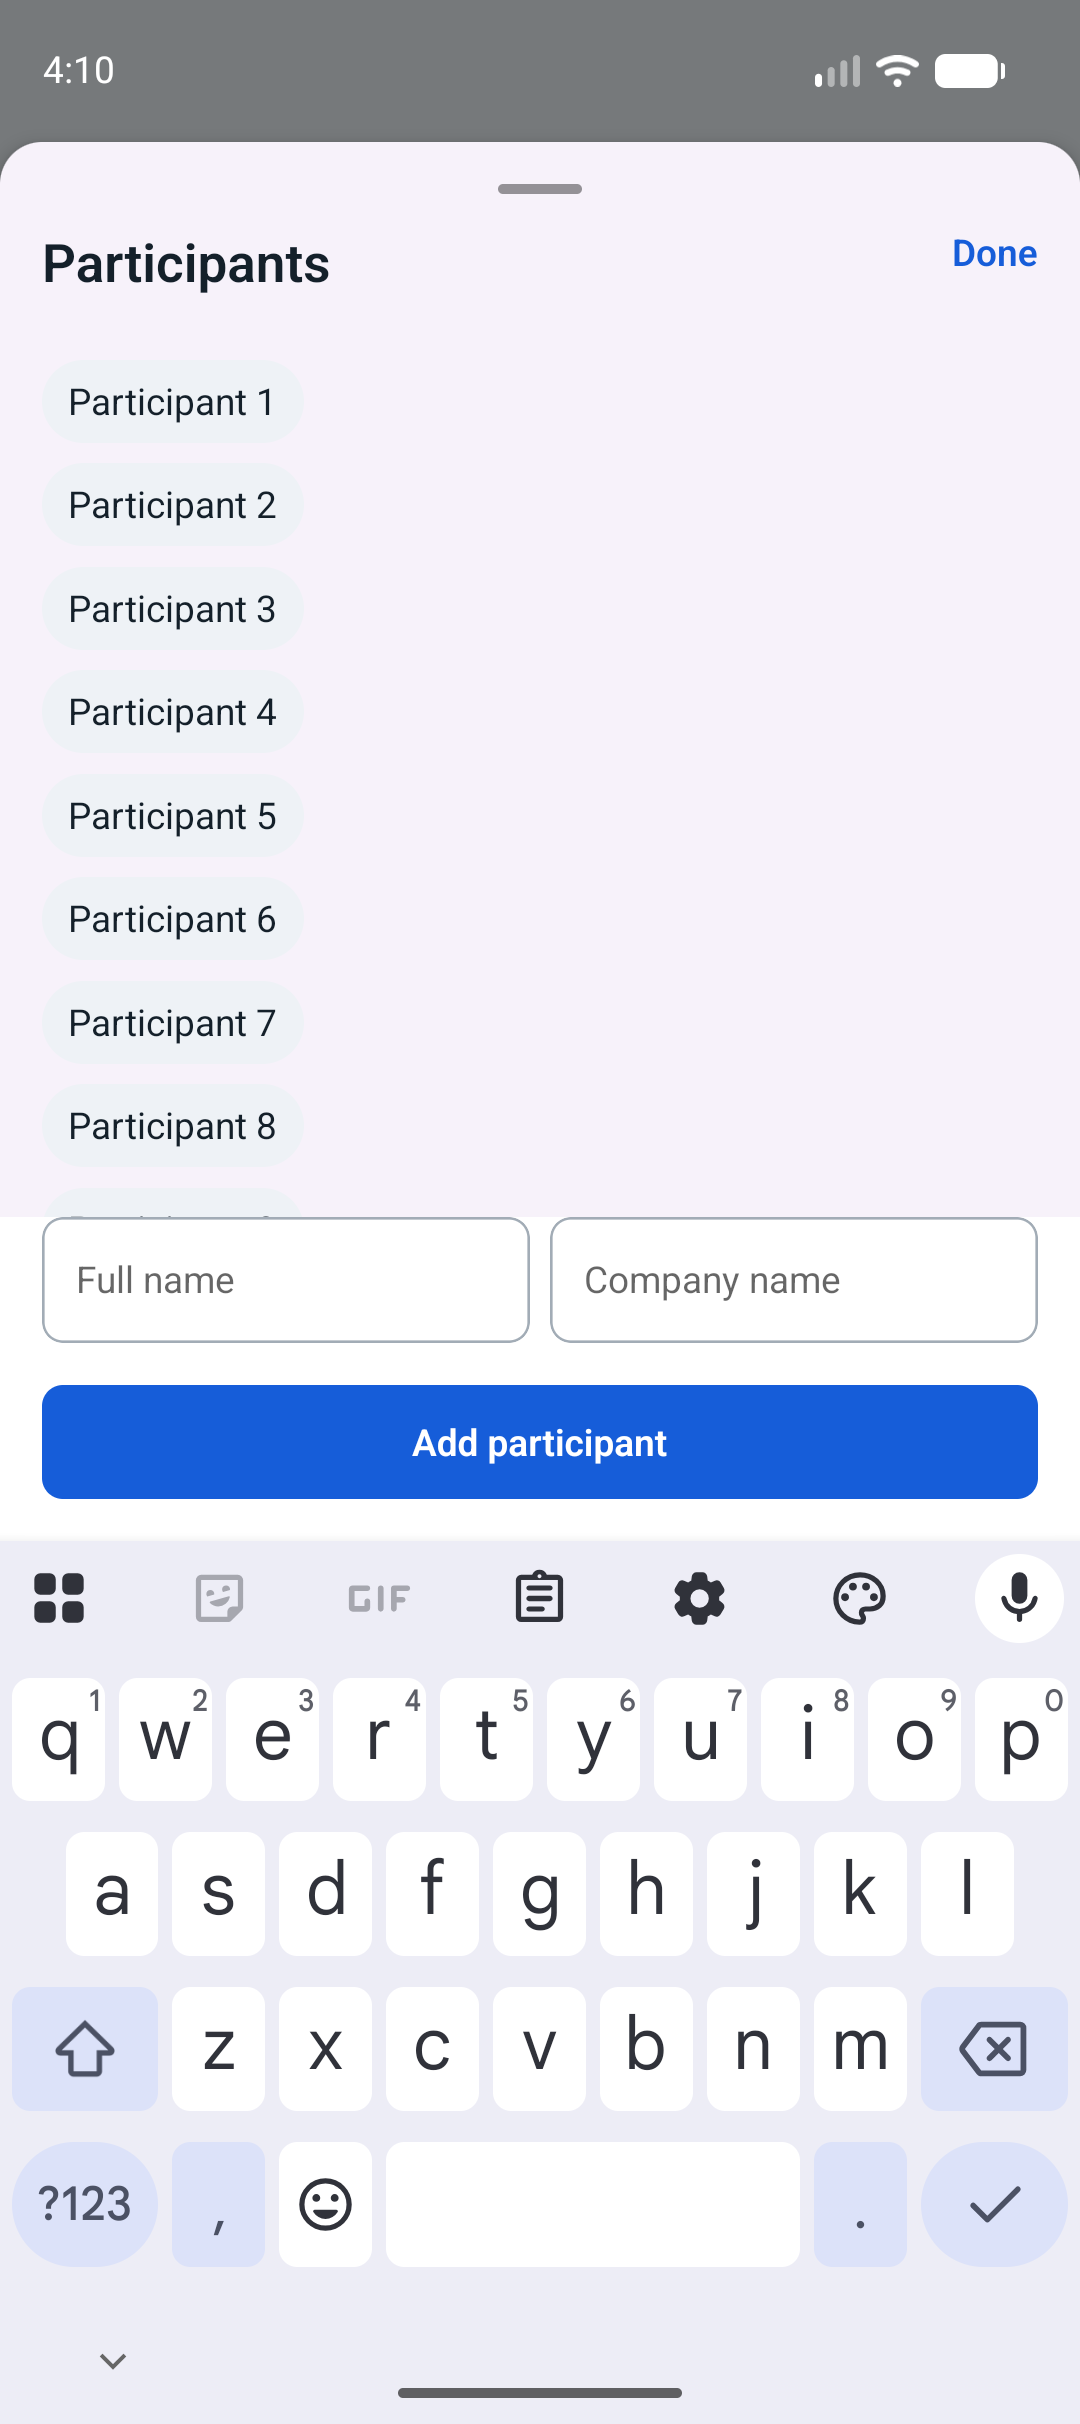 4:10
Participants
Done
Participant 1
Participant 2
Participant 3
Participant 4
Participant 5
Participant 6
Participant 7
Participant 8
Full name
Company name
Add participant
GIF
q1 w2 e3 r4 t5 y6 u7 i8 o9 p0
a s d f g h j k l
z x c v b n m
?123 , .